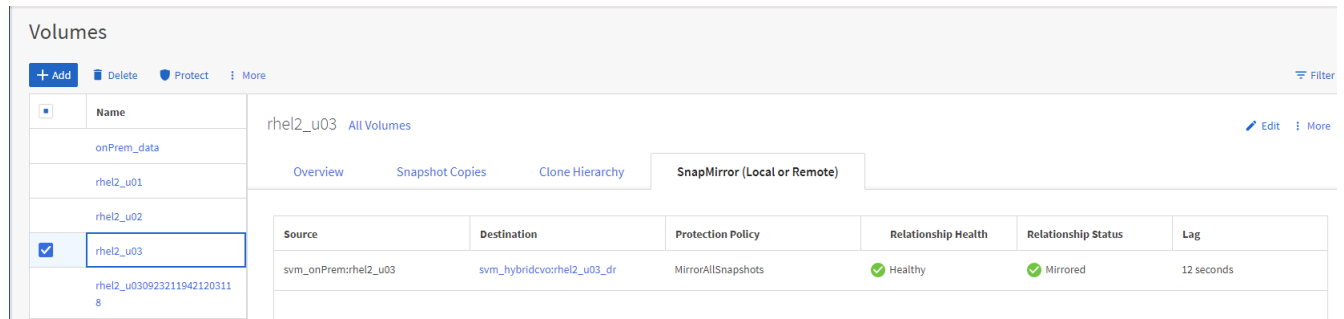 Volumes
+ Add Delete Protect More Filter
Name
onPrem_data
rhel2_u01
rhel2_u02
rhel2_u03
rhel2_u030923211942120311
8
rhel2_u03 All Volumes
Edit More
Overview Snapshot Copies Clone Hierarchy SnapMirror (Local or Remote)
Source Destination Protection Policy Relationship Health Relationship Status Lag
svm_onPrem:rhel2_u03 svm_hybridcvo:rhel2_u03_dr MirrorAllSnapshots Healthy Mirrored 12 seconds